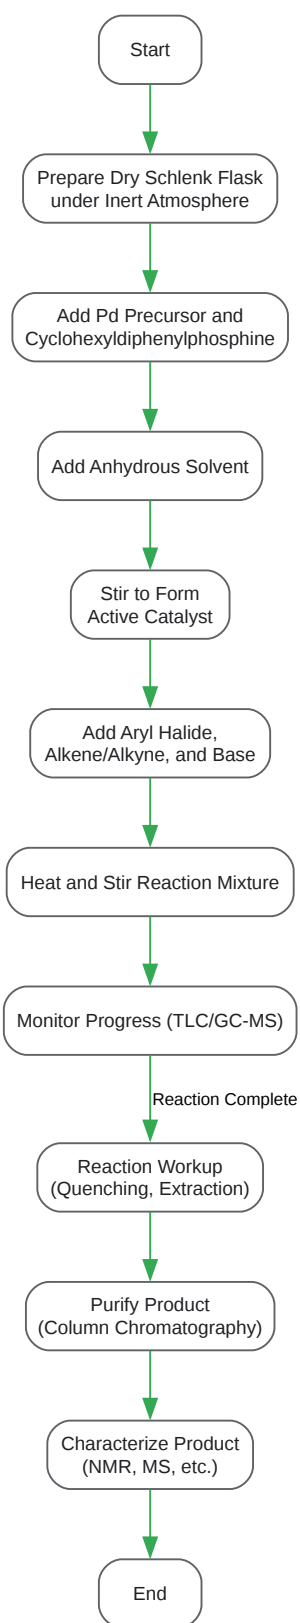 Start
Prepare Dry Schlenk Flask
under Inert Atmosphere
Add Pd Precursor and
Cyclohexyldiphenylphosphine
Add Anhydrous Solvent
Stir to Form
Active Catalyst
Add Aryl Halide,
Alkene/Alkyne, and Base
Heat and Stir Reaction Mixture
Monitor Progress (TLC/GC-MS)
Reaction Complete
Reaction Workup
(Quenching, Extraction)
Purify Product
(Column Chromatography)
Characterize Product
(NMR, MS, etc.)
End